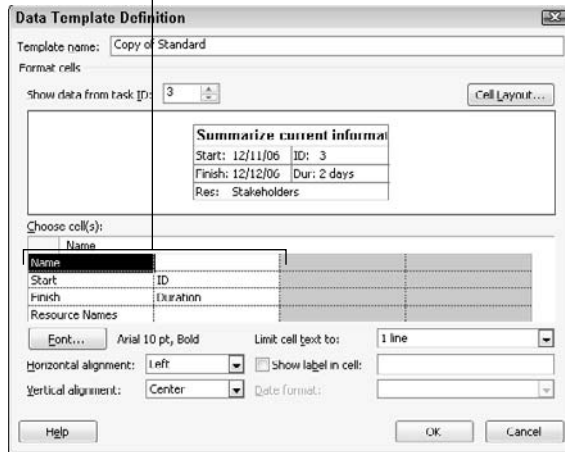 Data Template Definition
Template name: Copy of Standard
Format cells
Show data from task ID: 3
Cell Layout...
Summarize current informat
Start: 12/11/06 ID: 3
Finish: 12/12/06 Dur: 2 days
Res: Stakeholders
Choose cell(s):
Name
Name
Start ID
Finish Duration
Resource Names
Font... Arial 10 pt, Bold Limit cell text to: 1 line
Horizontal alignment: Left Show label in cell:
Vertical alignment: Center Date format:
Help OK Cancel